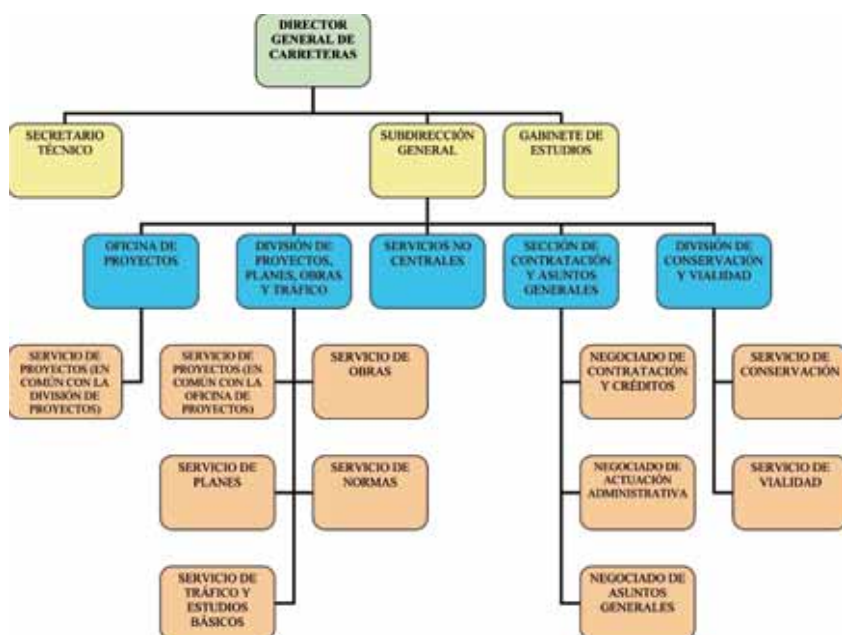 DIRECTOR
GENERAL DE
CARRETERAS
SECRETARIO
TÉCNICO
SUBDIRECCIÓN
GENERAL
GABINETE DE
ESTUDIOS
OFICINA DE
PROYECTOS
DIVISIÓN DE
PROYECTOS,
PLANES, OBRAS
Y TRÁFICO
SERVICIOS NO
CENTRALES
SECCIÓN DE
CONTRATACIÓN
Y ASUNTOS
GENERALES
DIVISIÓN DE
CONSERVACIÓN
Y VIALIDAD
SERVICIO DE
PROYECTOS (EN
COMÚN CON LA
DIVISIÓN DE
PROYECTOS)
SERVICIO DE
PROYECTOS (EN
COMÚN CON LA
OFICINA DE
PROYECTOS)
SERVICIO DE
OBRAS
NEGOCIADO DE
CONTRATACIÓN
Y CRÉDITOS
SERVICIO DE
CONSERVACIÓN
SERVICIO DE
PLANES
SERVICIO DE
NORMAS
NEGOCIADO DE
ACTUACIÓN
ADMINISTRATIVA
SERVICIO DE
VIALIDAD
SERVICIO DE
TRÁFICO Y
ESTUDIOS
BÁSICOS
NEGOCIADO DE
ASUNTOS
GENERALES